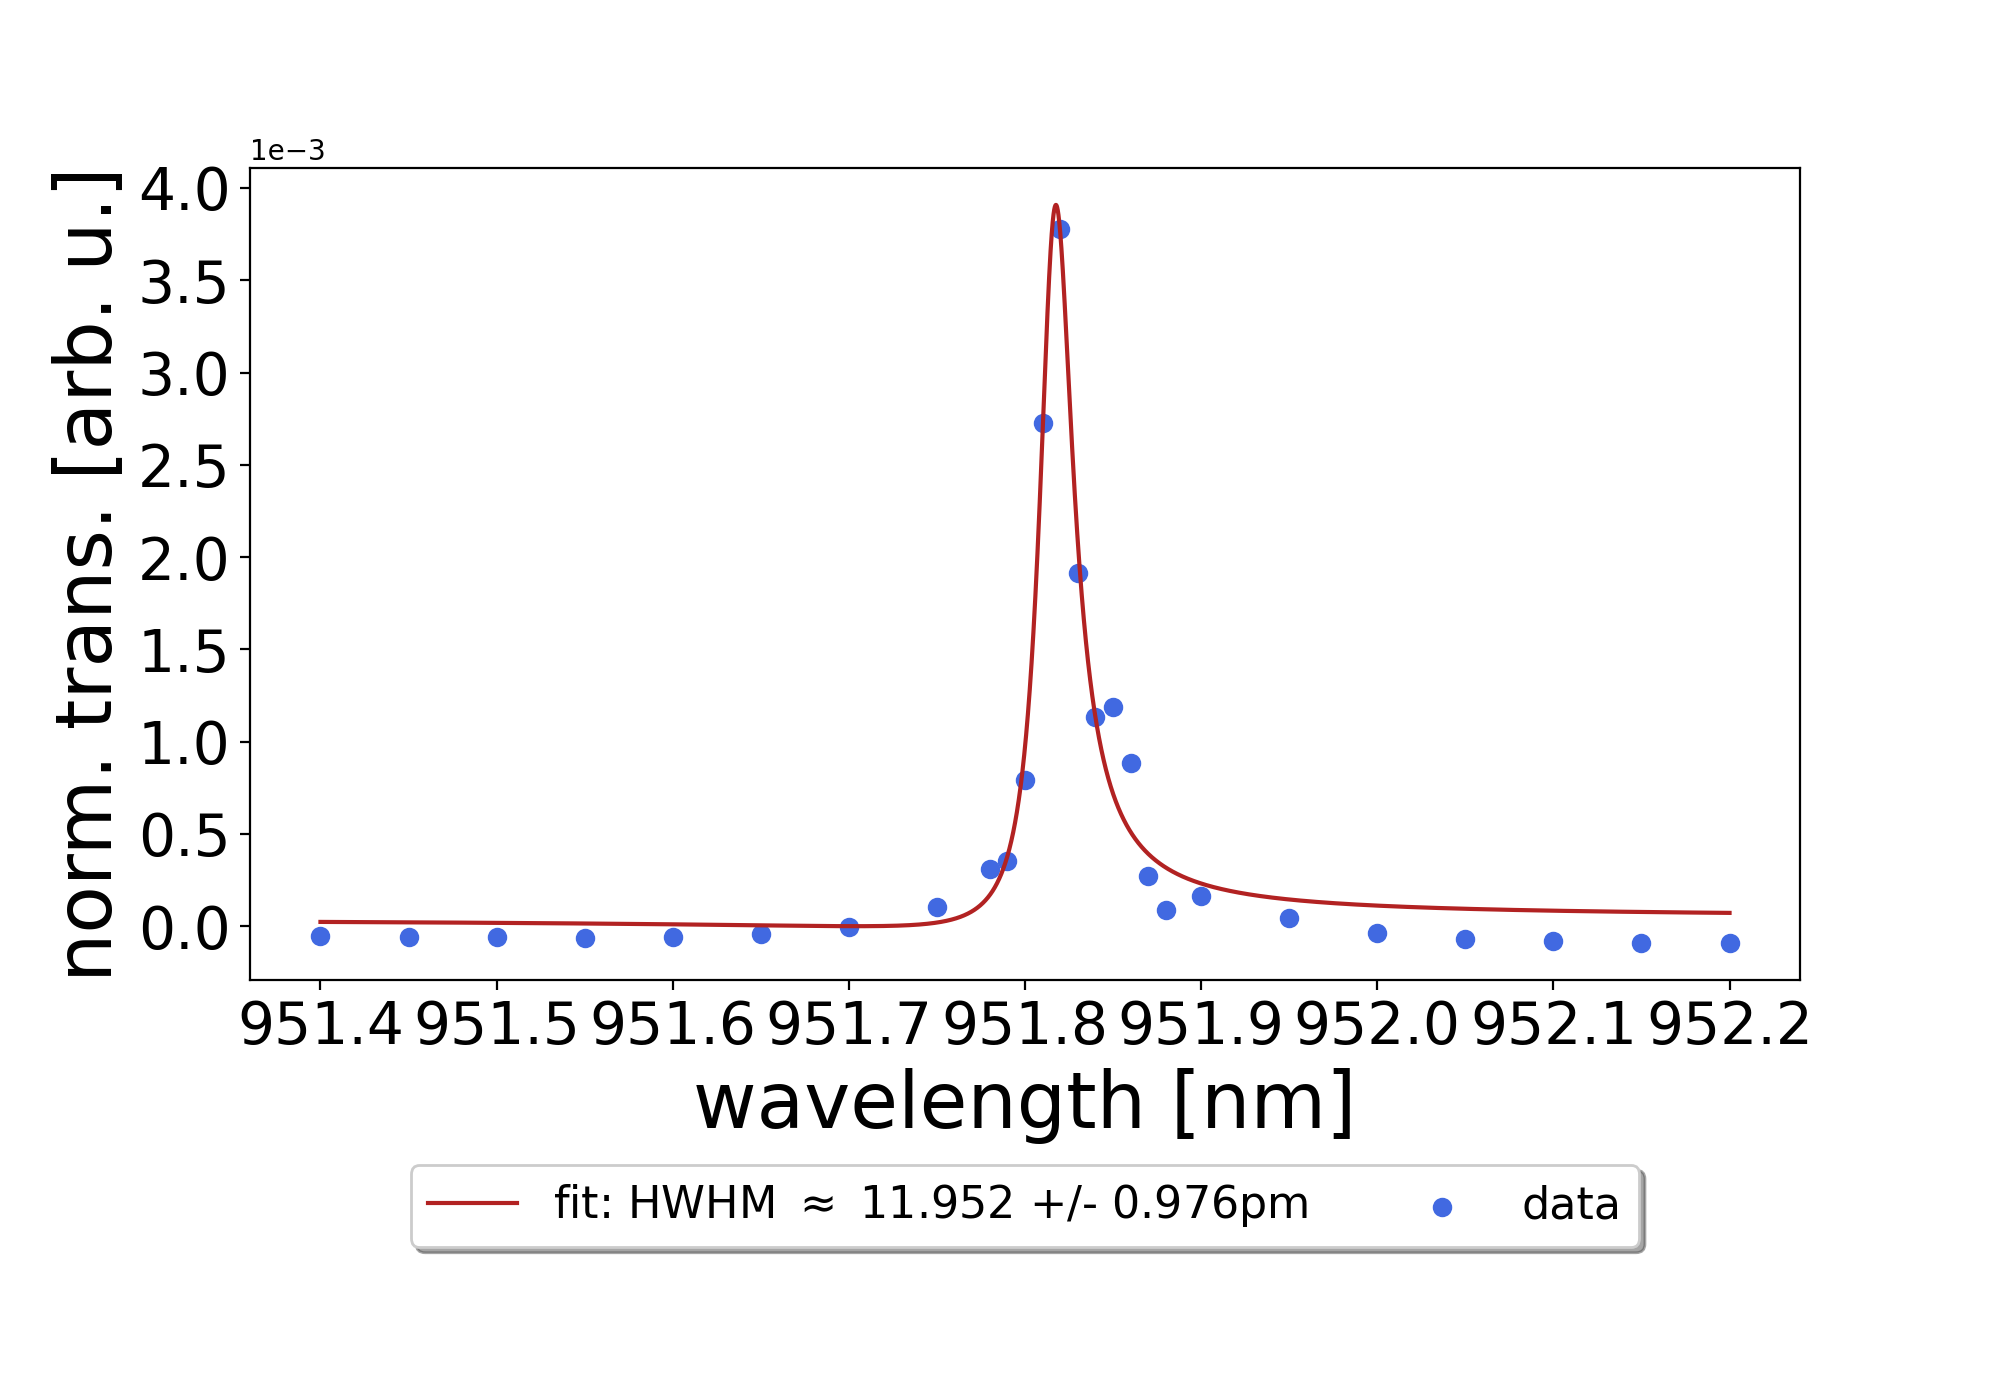 1e−3
4.0
3.5
3.0
2.5
2.0
1.5
1.0
0.5
0.0
norm. trans. [arb. u.]
951.4 951.5 951.6 951.7 951.8 951.9 952.0 952.1 952.2
wavelength [nm]
fit: HWHM ≈ 11.952 +/- 0.976pm data